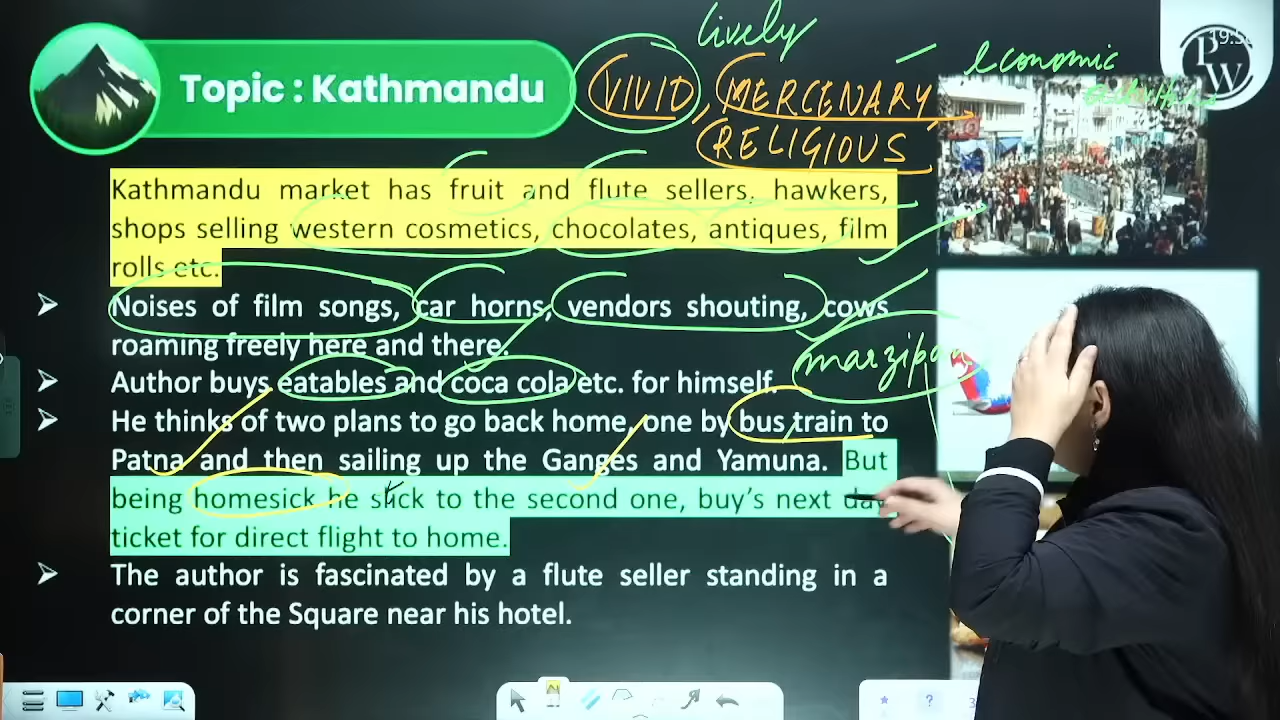 lively
economic
19:5
PW
Topic : Kathmandu
VIVID, MERCENARY,
RELIGIOUS
Kathmandu market has fruit and flute sellers, hawkers,
shops selling western cosmetics, chocolates, antiques, film
rolls etc.
Noises of film songs, car horns, vendors shouting, cows
roaming freely here and there.
marzipan
Author buys eatables and coca cola etc. for himself.
He thinks of two plans to go back home, one by bus train to
Patna and then sailing up the Ganges and Yamuna. But
being homesick he stick to the second one, buy's next day
ticket for direct flight to home.
The author is fascinated by a flute seller standing in a
corner of the Square near his hotel.
?
3